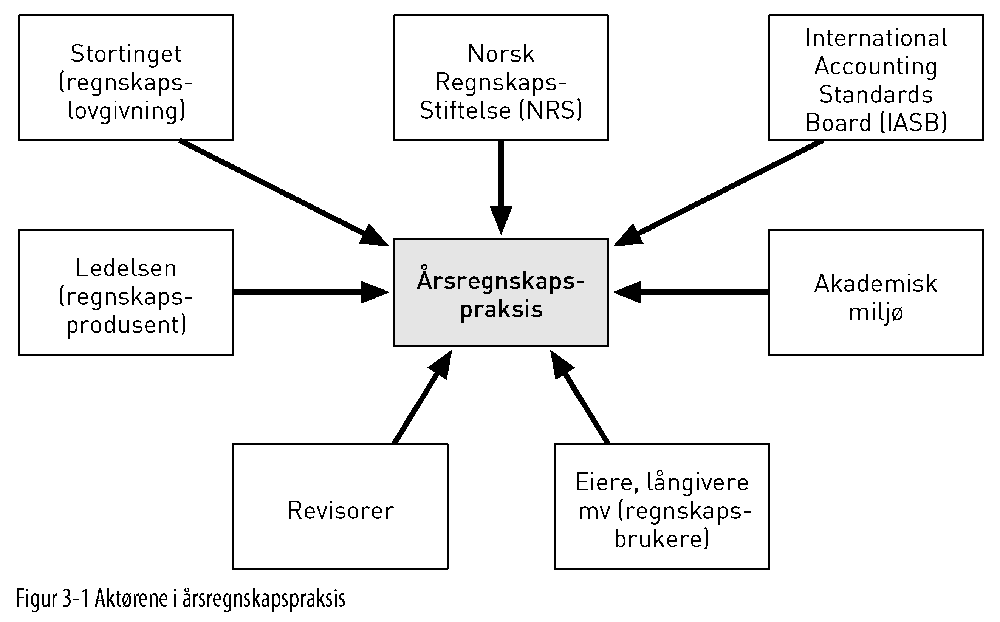 Stortinget
(regnskaps-
lovgivning)
Norsk
Regnskaps-
Stiftelse (NRS)
International
Accounting
Standards
Board (IASB)
Ledelsen
(regnskaps-
produsent)
Årsregnskaps-
praksis
Akademisk
miljø
Revisorer
Eiere, långivere
mv (regnskaps-
brukere)
Figur 3-1 Aktørene i årsregnskapspraksis